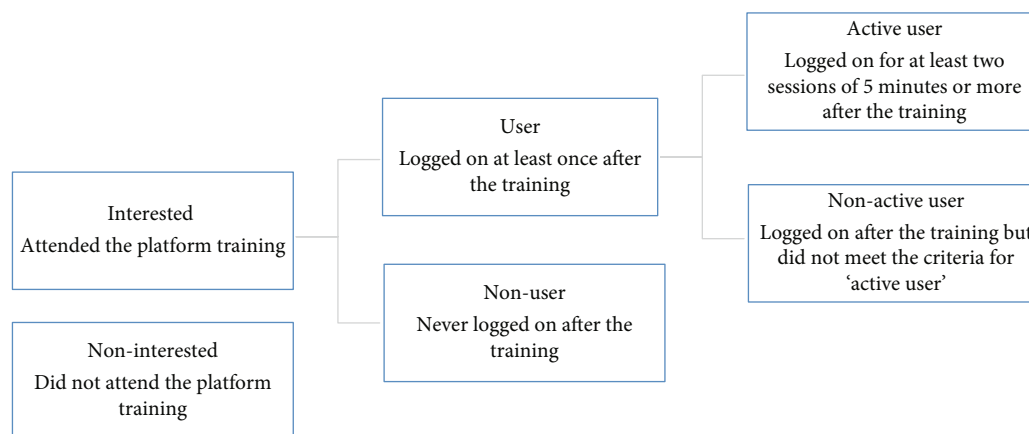 Interested
Attended the platform training
Non-interested
Did not attend the platform
training
User
Logged on at least once after
the training
Non-user
Never logged on after the
training
Active user
Logged on for at least two
sessions of 5 minutes or more
after the training
Non-active user
Logged on after the training but
did not meet the criteria for
‘active user’